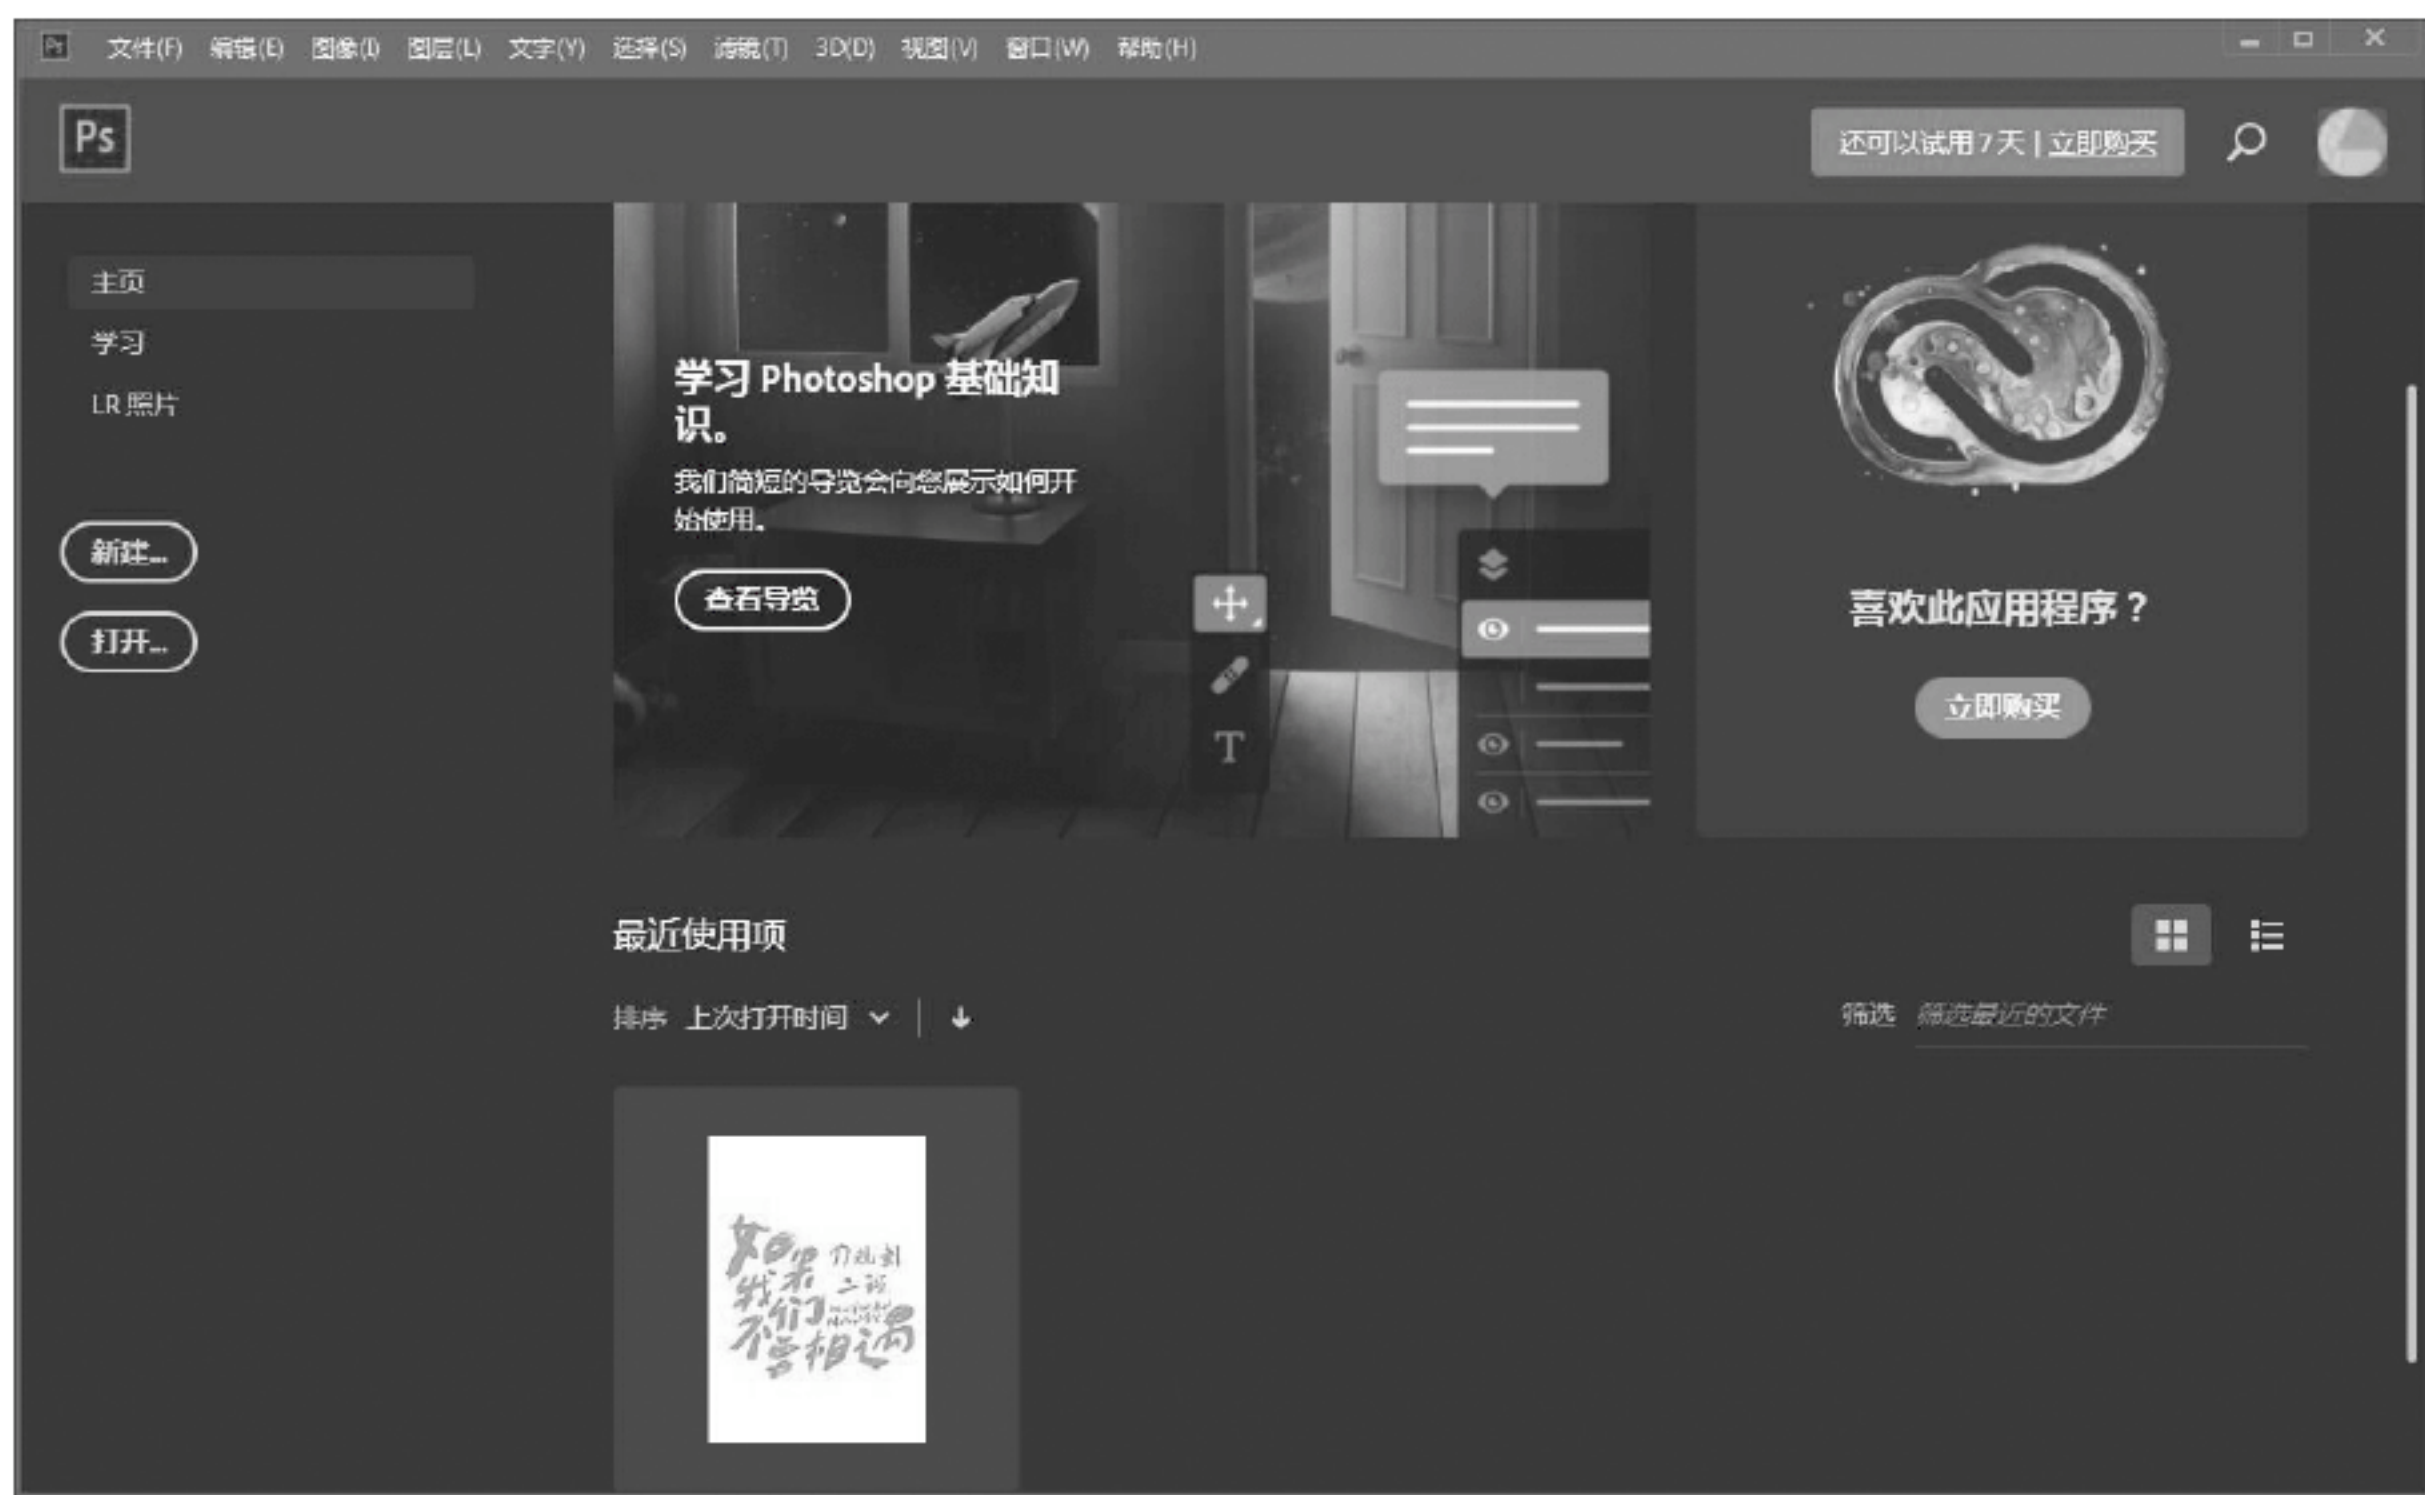 Ps 文件(F) 编辑(E) 图像(I) 图层(L) 文字(Y) 选择(S) 滤镜(T) 3D(D) 视图(V) 窗口(W) 帮助(H)
Ps
还可以试用 7 天 | 立即购买
主页
学习
LR 照片
新建...
打开...
学习 Photoshop 基础知
识。
我们简短的导览会向您展示如何开
始使用。
查看导览
T
喜欢此应用程序？
立即购买
最近使用项
排序 上次打开时间
筛选 筛选最近的文件
如果
我们
不要相遇